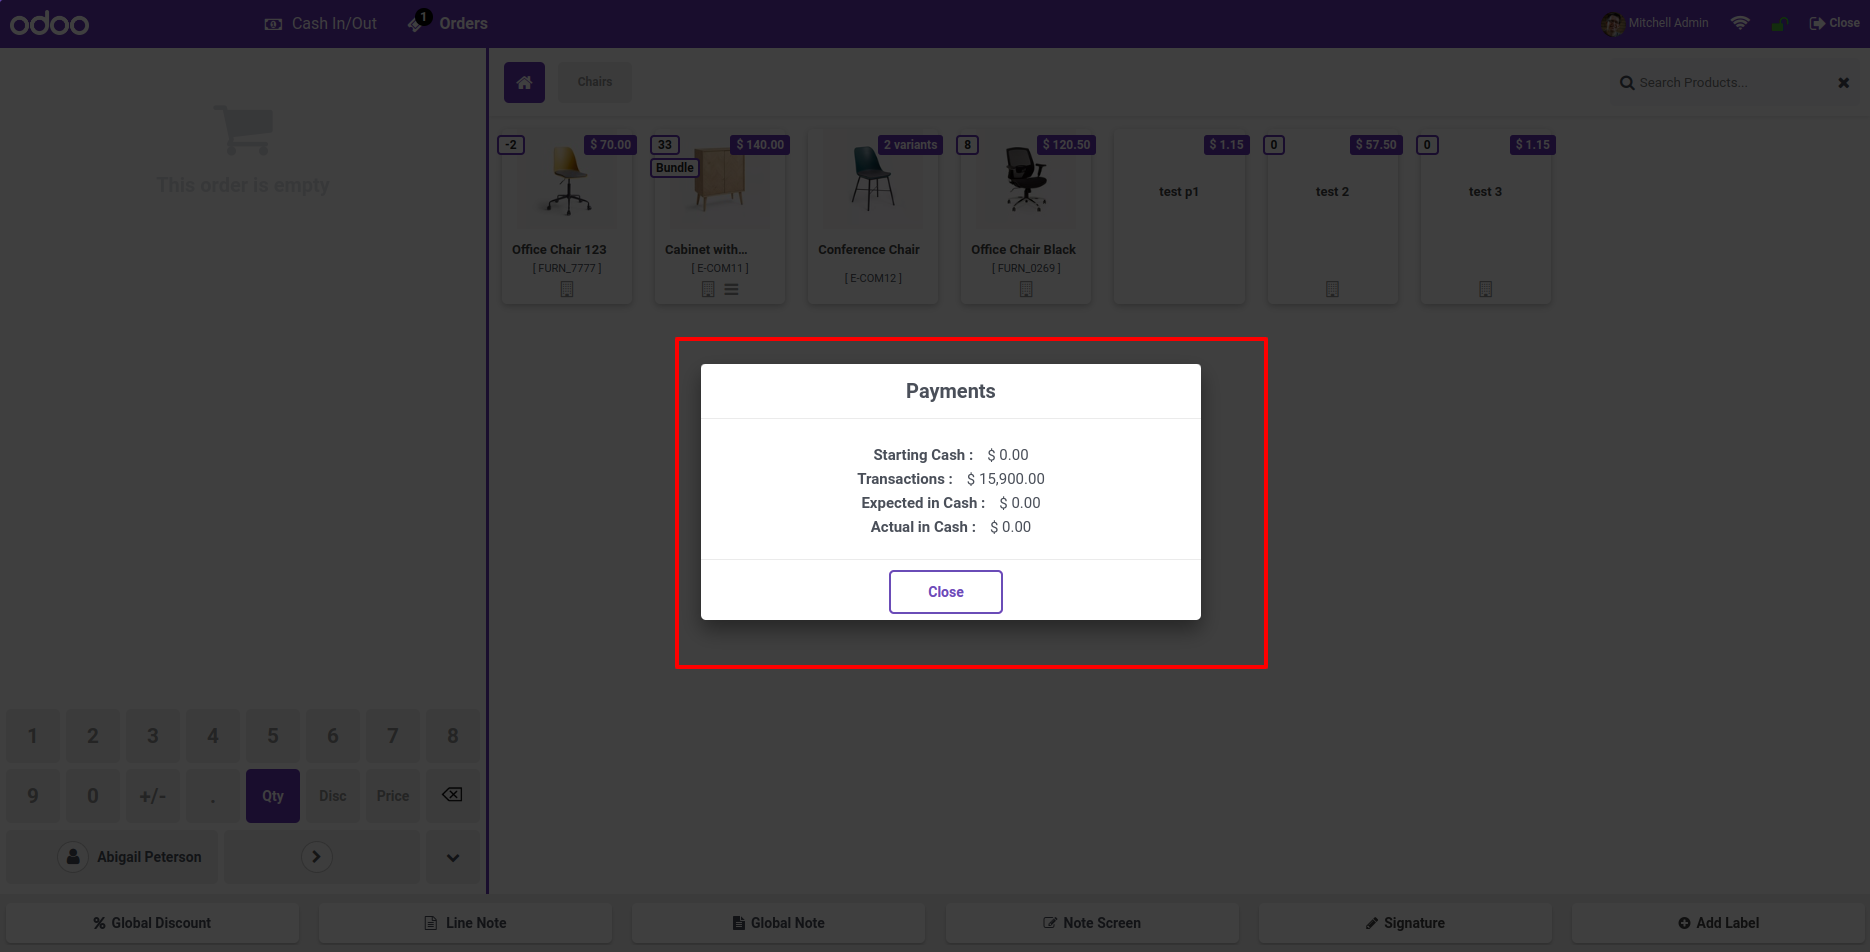 odoo
Cash In/Out
1
Orders
Mitchell Admin
Close
This order is empty
Chairs
Search Products...
-2
$ 70.00
Office Chair 123
[ FURN_7777 ]
33
$ 140.00
Bundle
Cabinet with...
[ E-COM11 ]
2 variants
Conference Chair
[ E-COM12 ]
8
$ 120.50
Office Chair Black
[ FURN_0269 ]
$ 1.15
test p1
0
$ 57.50
test 2
0
$ 1.15
test 3
Payments
Starting Cash : $ 0.00
Transactions : $ 15,900.00
Expected in Cash : $ 0.00
Actual in Cash : $ 0.00
Close
1 2 3 4 5 6 7 8
9 0 +/- . Qty Disc Price
Abigail Peterson
Global Discount
Line Note
Global Note
Note Screen
Signature
Add Label